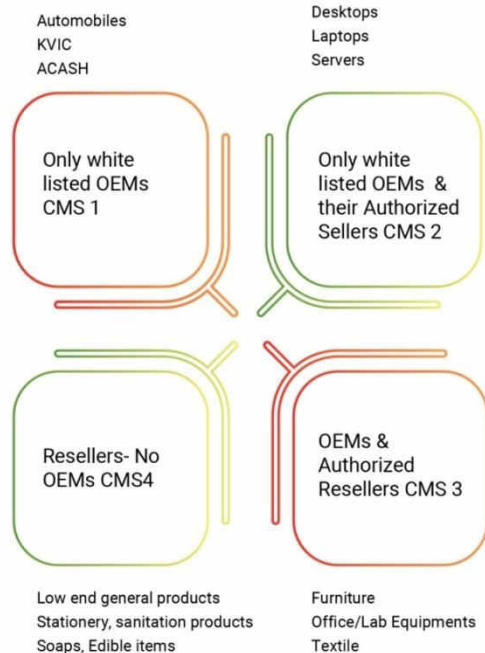 Automobiles
KVIC
ACASH
Desktops
Laptops
Servers
Only white
listed OEMs
CMS 1
Only white
listed OEMs &
their Authorized
Sellers CMS 2
Resellers- No
OEMs CMS4
OEMs &
Authorized
Resellers CMS 3
Low end general products
Stationery, sanitation products
Soaps, Edible items
Furniture
Office/Lab Equipments
Textile